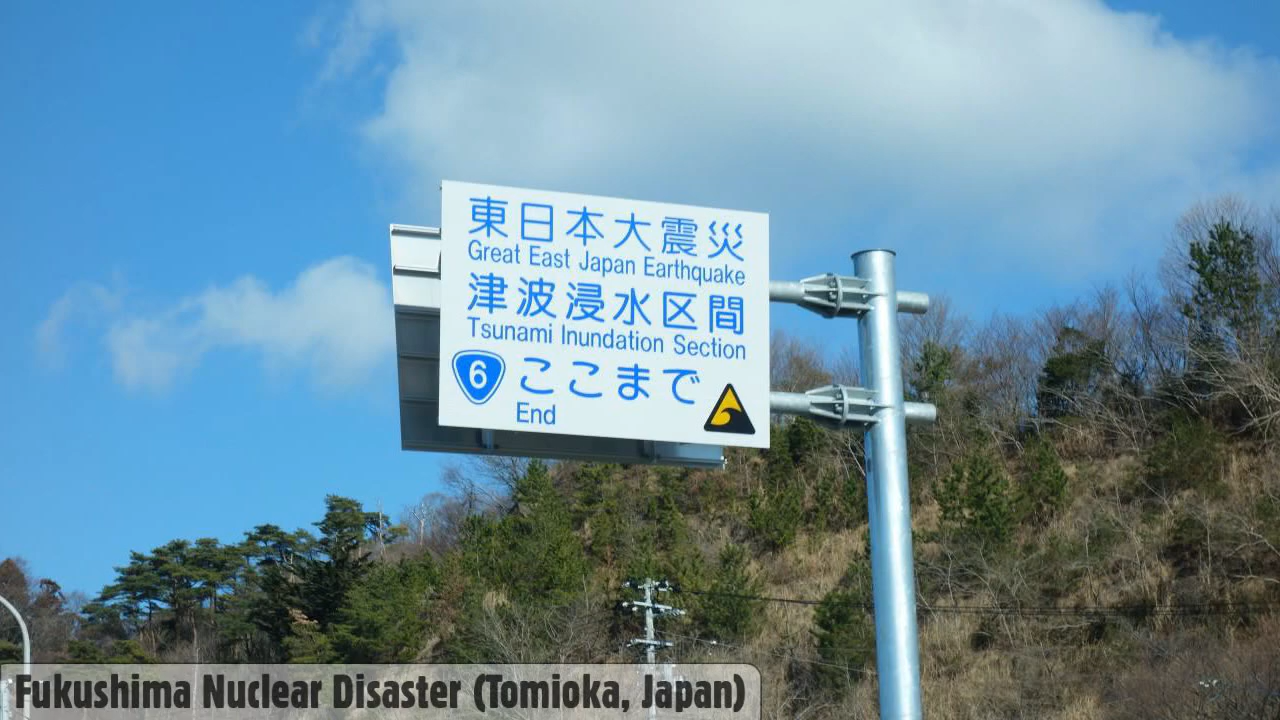 東日本大震災
Great East Japan Earthquake
津波浸水区間
Tsunami Inundation Section
6 ここまで
End
Fukushima Nuclear Disaster (Tomioka, Japan)